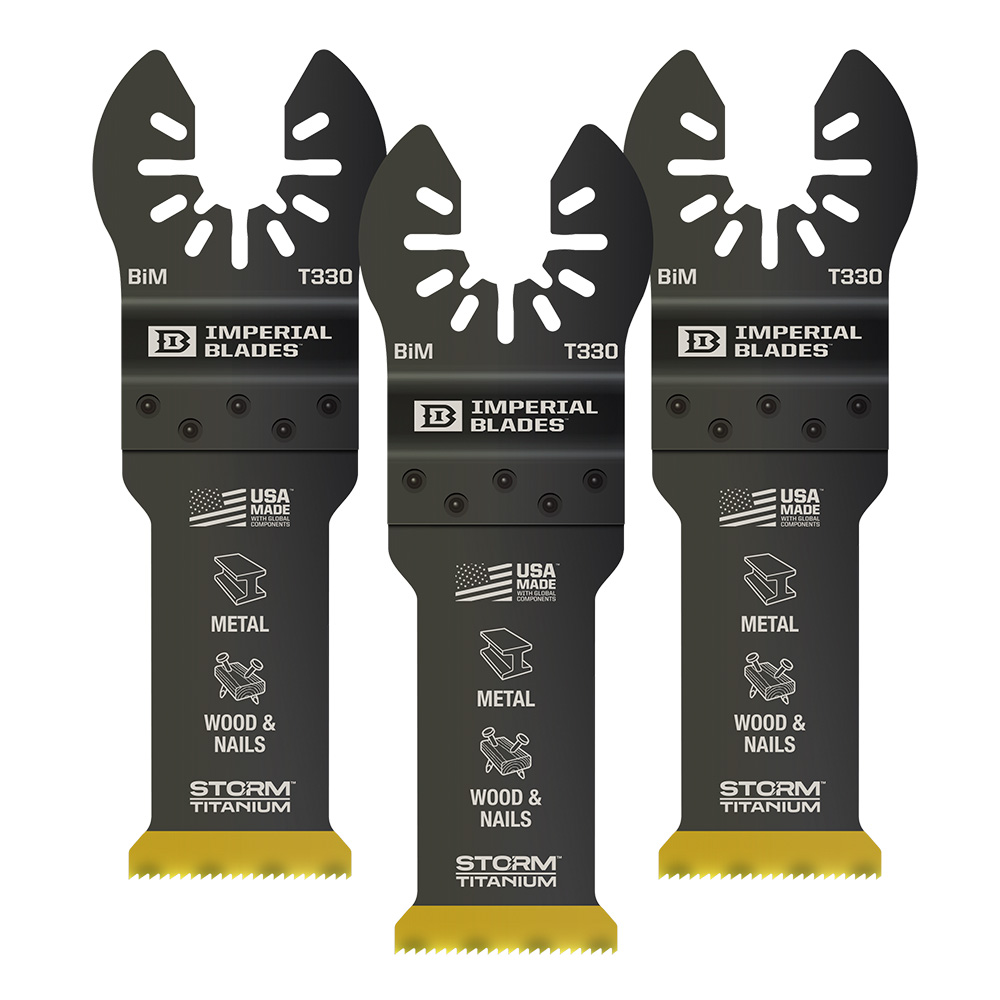 BiM T330
IMPERIAL
BLADES™
USA™
MADE
WITH GLOBAL
COMPONENTS
METAL
WOOD &
NAILS
STORM™
TITANIUM
BiM T330
IMPERIAL
BLADES™
USA™
MADE
WITH GLOBAL
COMPONENTS
METAL
WOOD &
NAILS
STORM™
TITANIUM
BiM T330
IMPERIAL
BLADES™
USA™
MADE
WITH GLOBAL
COMPONENTS
METAL
WOOD &
NAILS
STORM™
TITANIUM